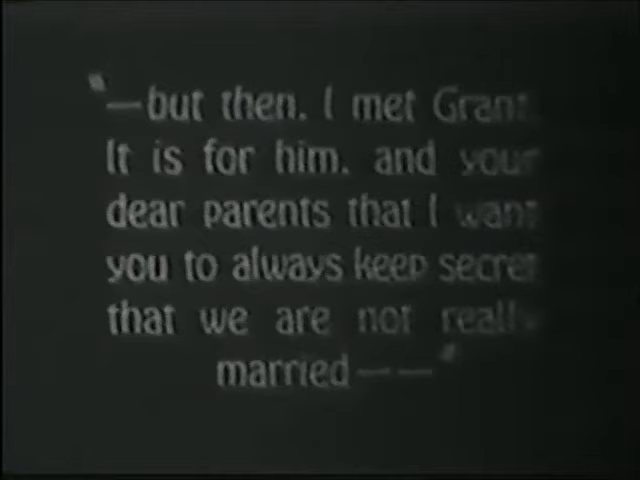 "—but then, I met Grant.
It is for him, and your
dear parents that I want
you to always keep secret
that we are not really
married——"